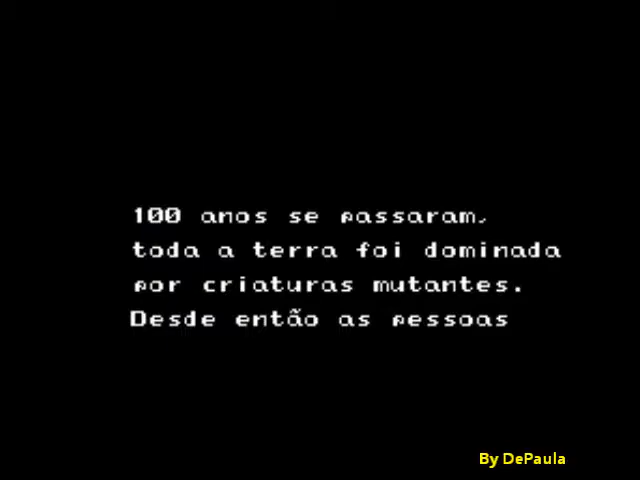 100 anos se passaram,
toda a terra foi dominada
por criaturas mutantes.
Desde então as pessoas
By DePaula